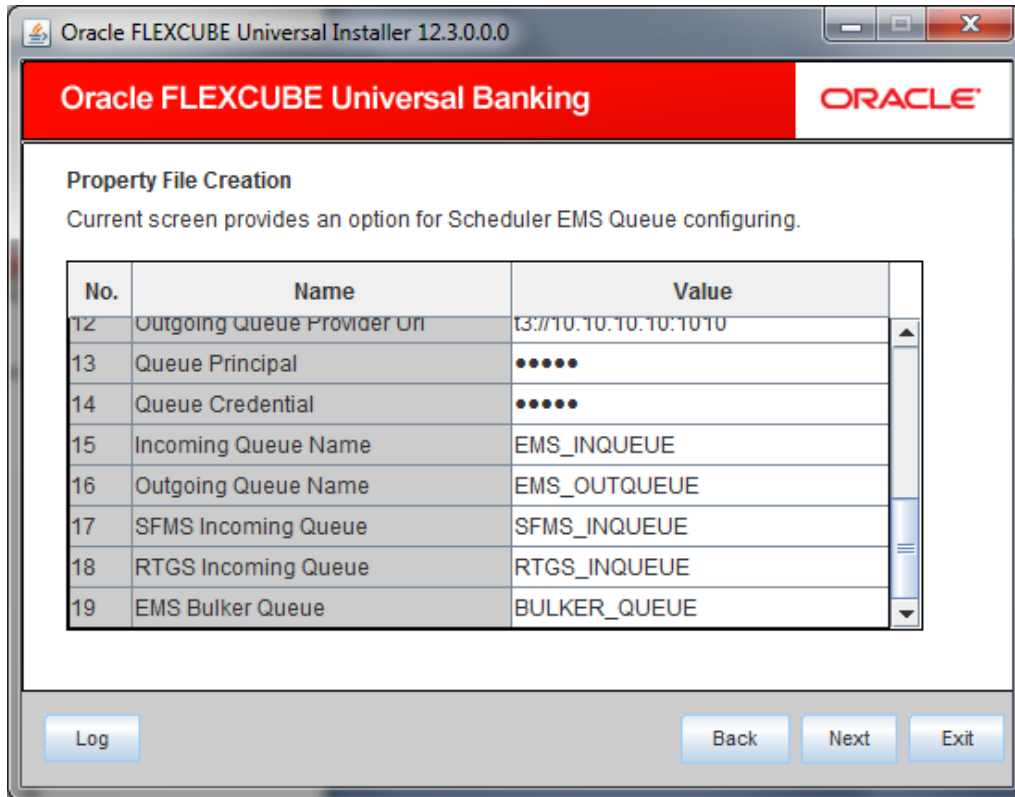 Oracle FLEXCUBE Universal Installer 12.3.0.0.0
Oracle FLEXCUBE Universal Banking ORACLE
Property File Creation
Current screen provides an option for Scheduler EMS Queue configuring.
No. Name Value
12 Outgoing Queue Provider Url t3://10.10.10.10:1010
13 Queue Principal •••••
14 Queue Credential •••••
15 Incoming Queue Name EMS_INQUEUE
16 Outgoing Queue Name EMS_OUTQUEUE
17 SFMS Incoming Queue SFMS_INQUEUE
18 RTGS Incoming Queue RTGS_INQUEUE
19 EMS Bulker Queue BULKER_QUEUE
Log Back Next Exit